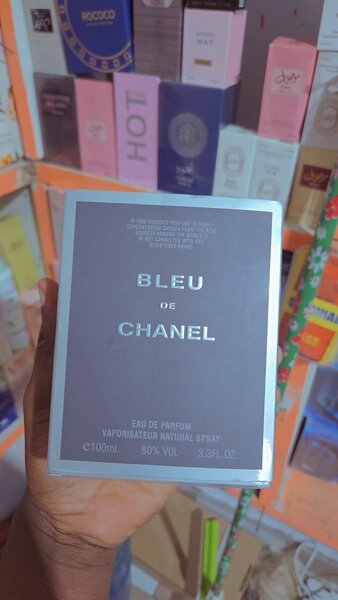 ROCOCO
HOT
IN THIS PRODUCT PERFUME IS HIGHLY
CONCENTRATED CHOSEN FROM THE BEST
SOURCES AROUND THE WORLD IT
IS NOT CONNECTED WITH ANY
REGISTERED BRAND
BLEU
DE
CHANEL
EAU DE PARFUM
VAPORISATEUR NATURAL SPRAY
e100ml. 80% VOl. 3.3FL.OZ.